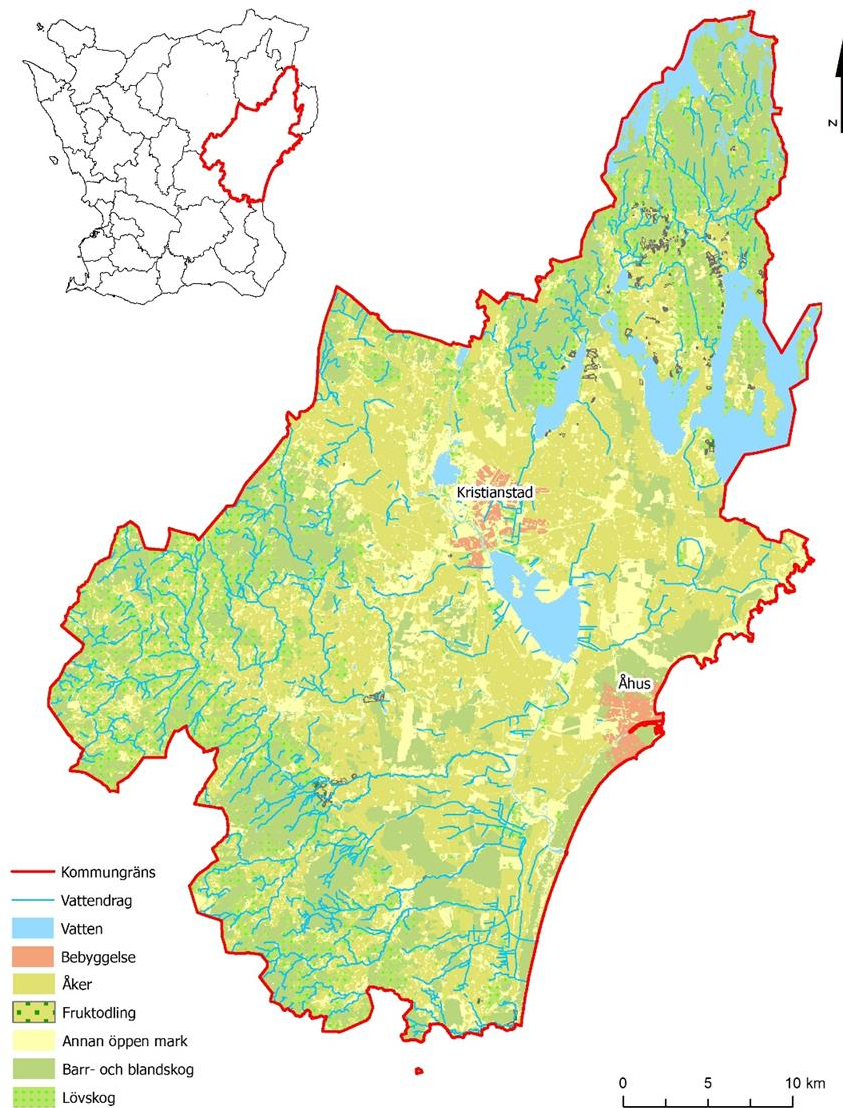 N
Kristianstad
Åhus
Kommungräns
Vattendrag
Vatten
Bebyggelse
Åker
Fruktodling
Annan öppen mark
Barr- och blandskog
Lövskog
0 5 10 km